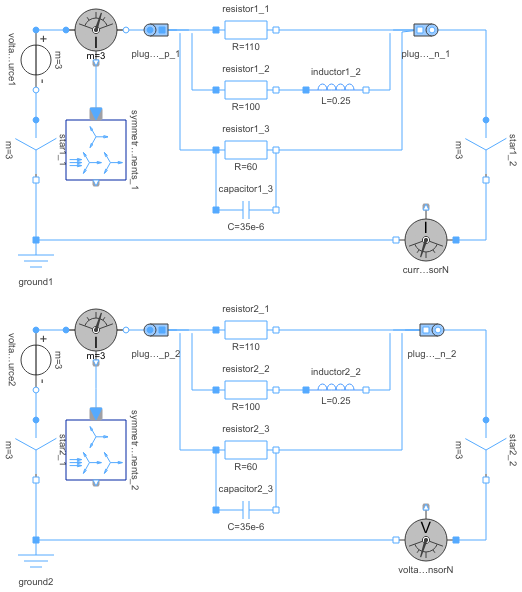 resistor1_1
R=110
volta...urce1
m=3
+
-
I
m=3
plug..._p_1
plug..._n_1
resistor1_2
R=100
inductor1_2
L=0.25
resistor1_3
R=60
capacitor1_3
C=35e-6
m=3
star1_1
symmetr...nents_1
m=3
star1_2
I
curr...sorN
ground1
resistor2_1
R=110
volta...urce2
m=3
+
-
I
m=3
plug..._p_2
plug..._n_2
resistor2_2
R=100
inductor2_2
L=0.25
resistor2_3
R=60
capacitor2_3
C=35e-6
m=3
star2_1
symmetr...nents_2
m=3
star2_2
V
volta...nsorN
ground2